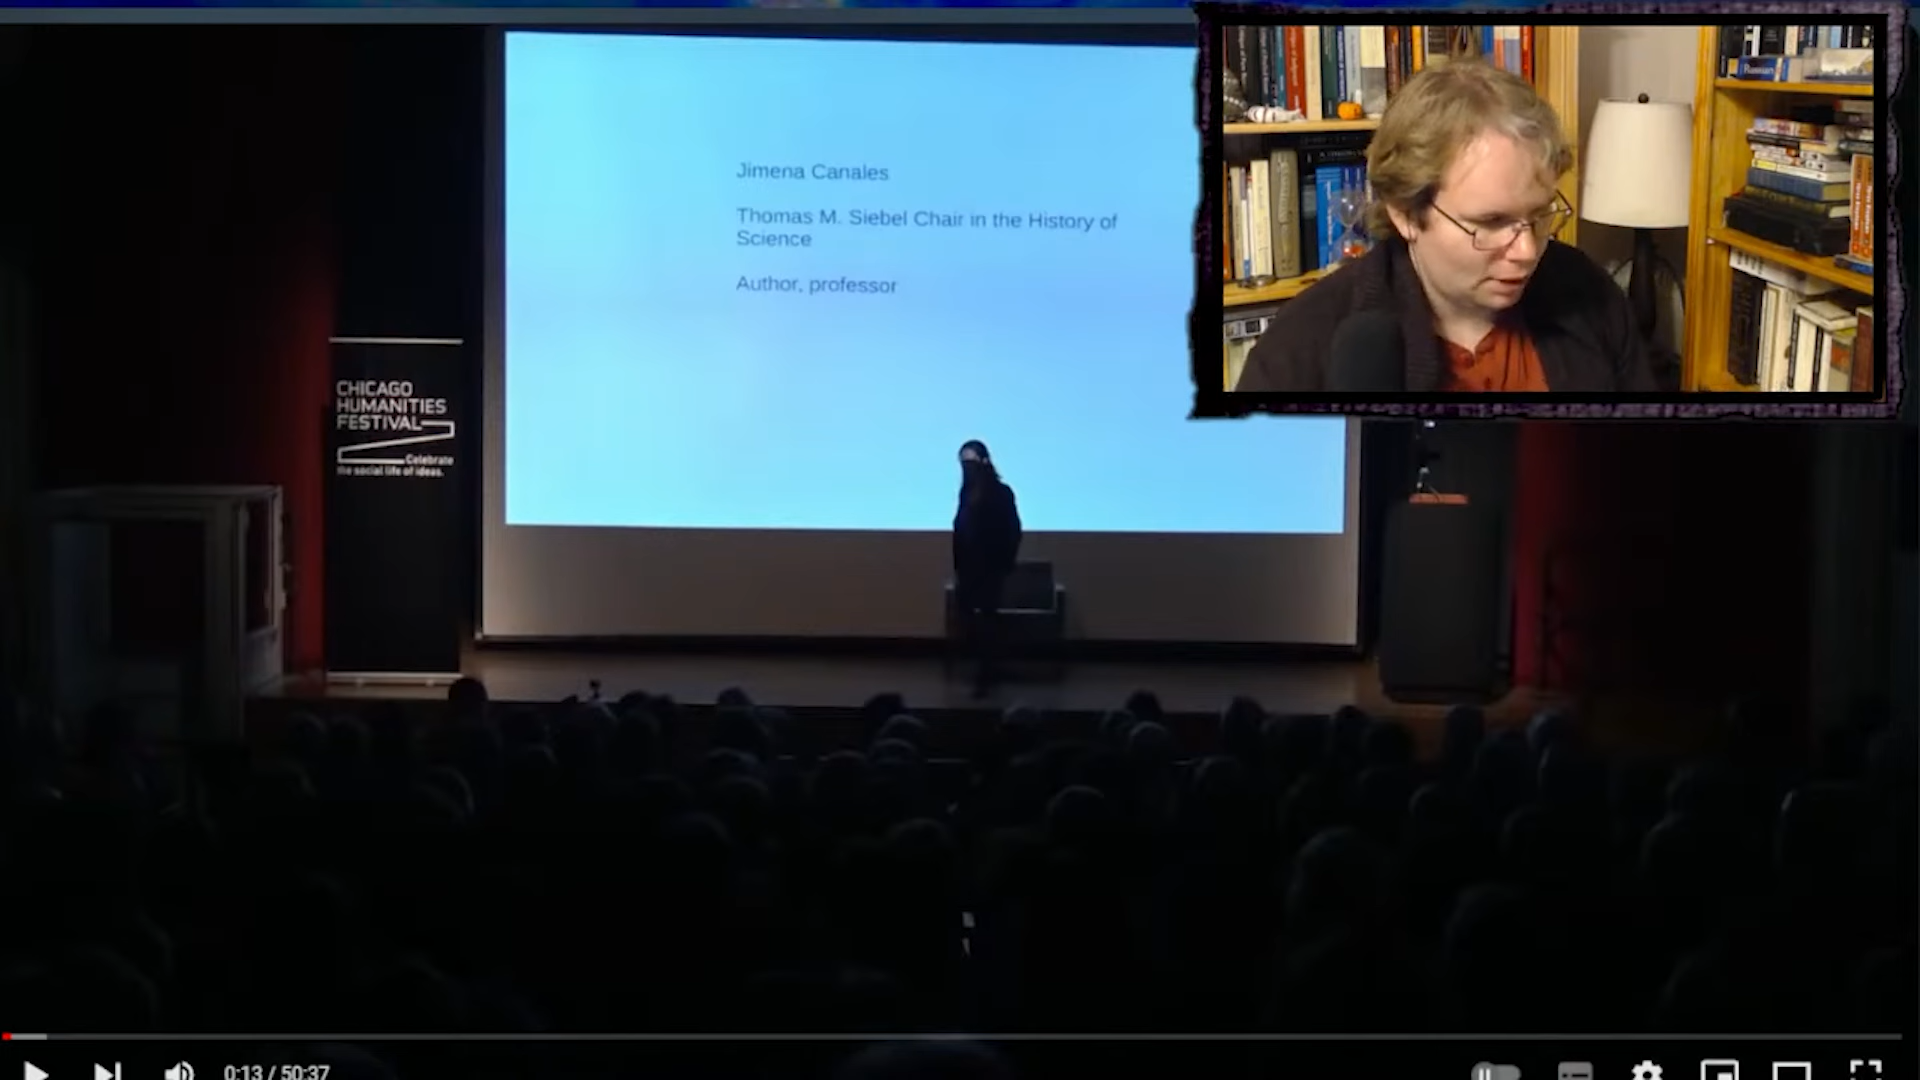 Jimena Canales
Thomas M. Siebel Chair in the History of
Science
Author, professor
CHICAGO
HUMANITIES
FESTIVAL
Celebrate
the social life of ideas.
Russian
0:13 / 50:37